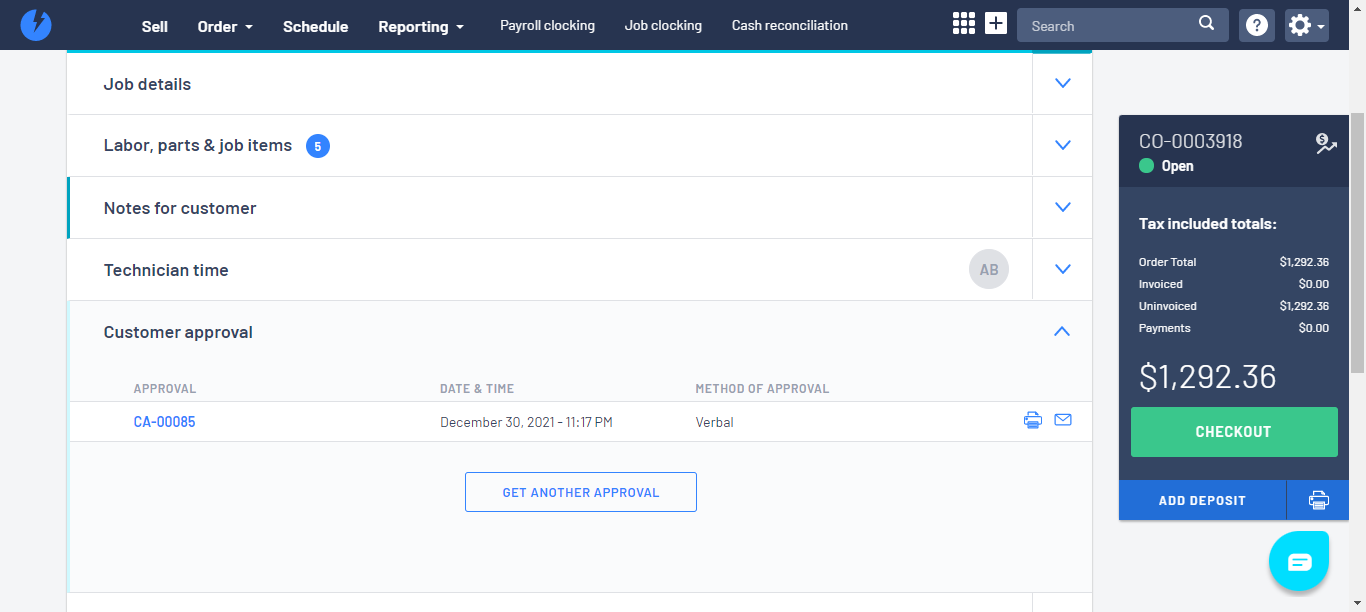 Sell Order Schedule Reporting Payroll clocking Job clocking Cash reconciliation Search
Job details
Labor, parts & job items 5
Notes for customer
Technician time AB
Customer approval
APPROVAL DATE & TIME METHOD OF APPROVAL
CA-00085 December 30, 2021 - 11:17 PM Verbal
GET ANOTHER APPROVAL
CO-0003918
Open
Tax included totals:
Order Total $1,292.36
Invoiced $0.00
Uninvoiced $1,292.36
Payments $0.00
$1,292.36
CHECKOUT
ADD DEPOSIT